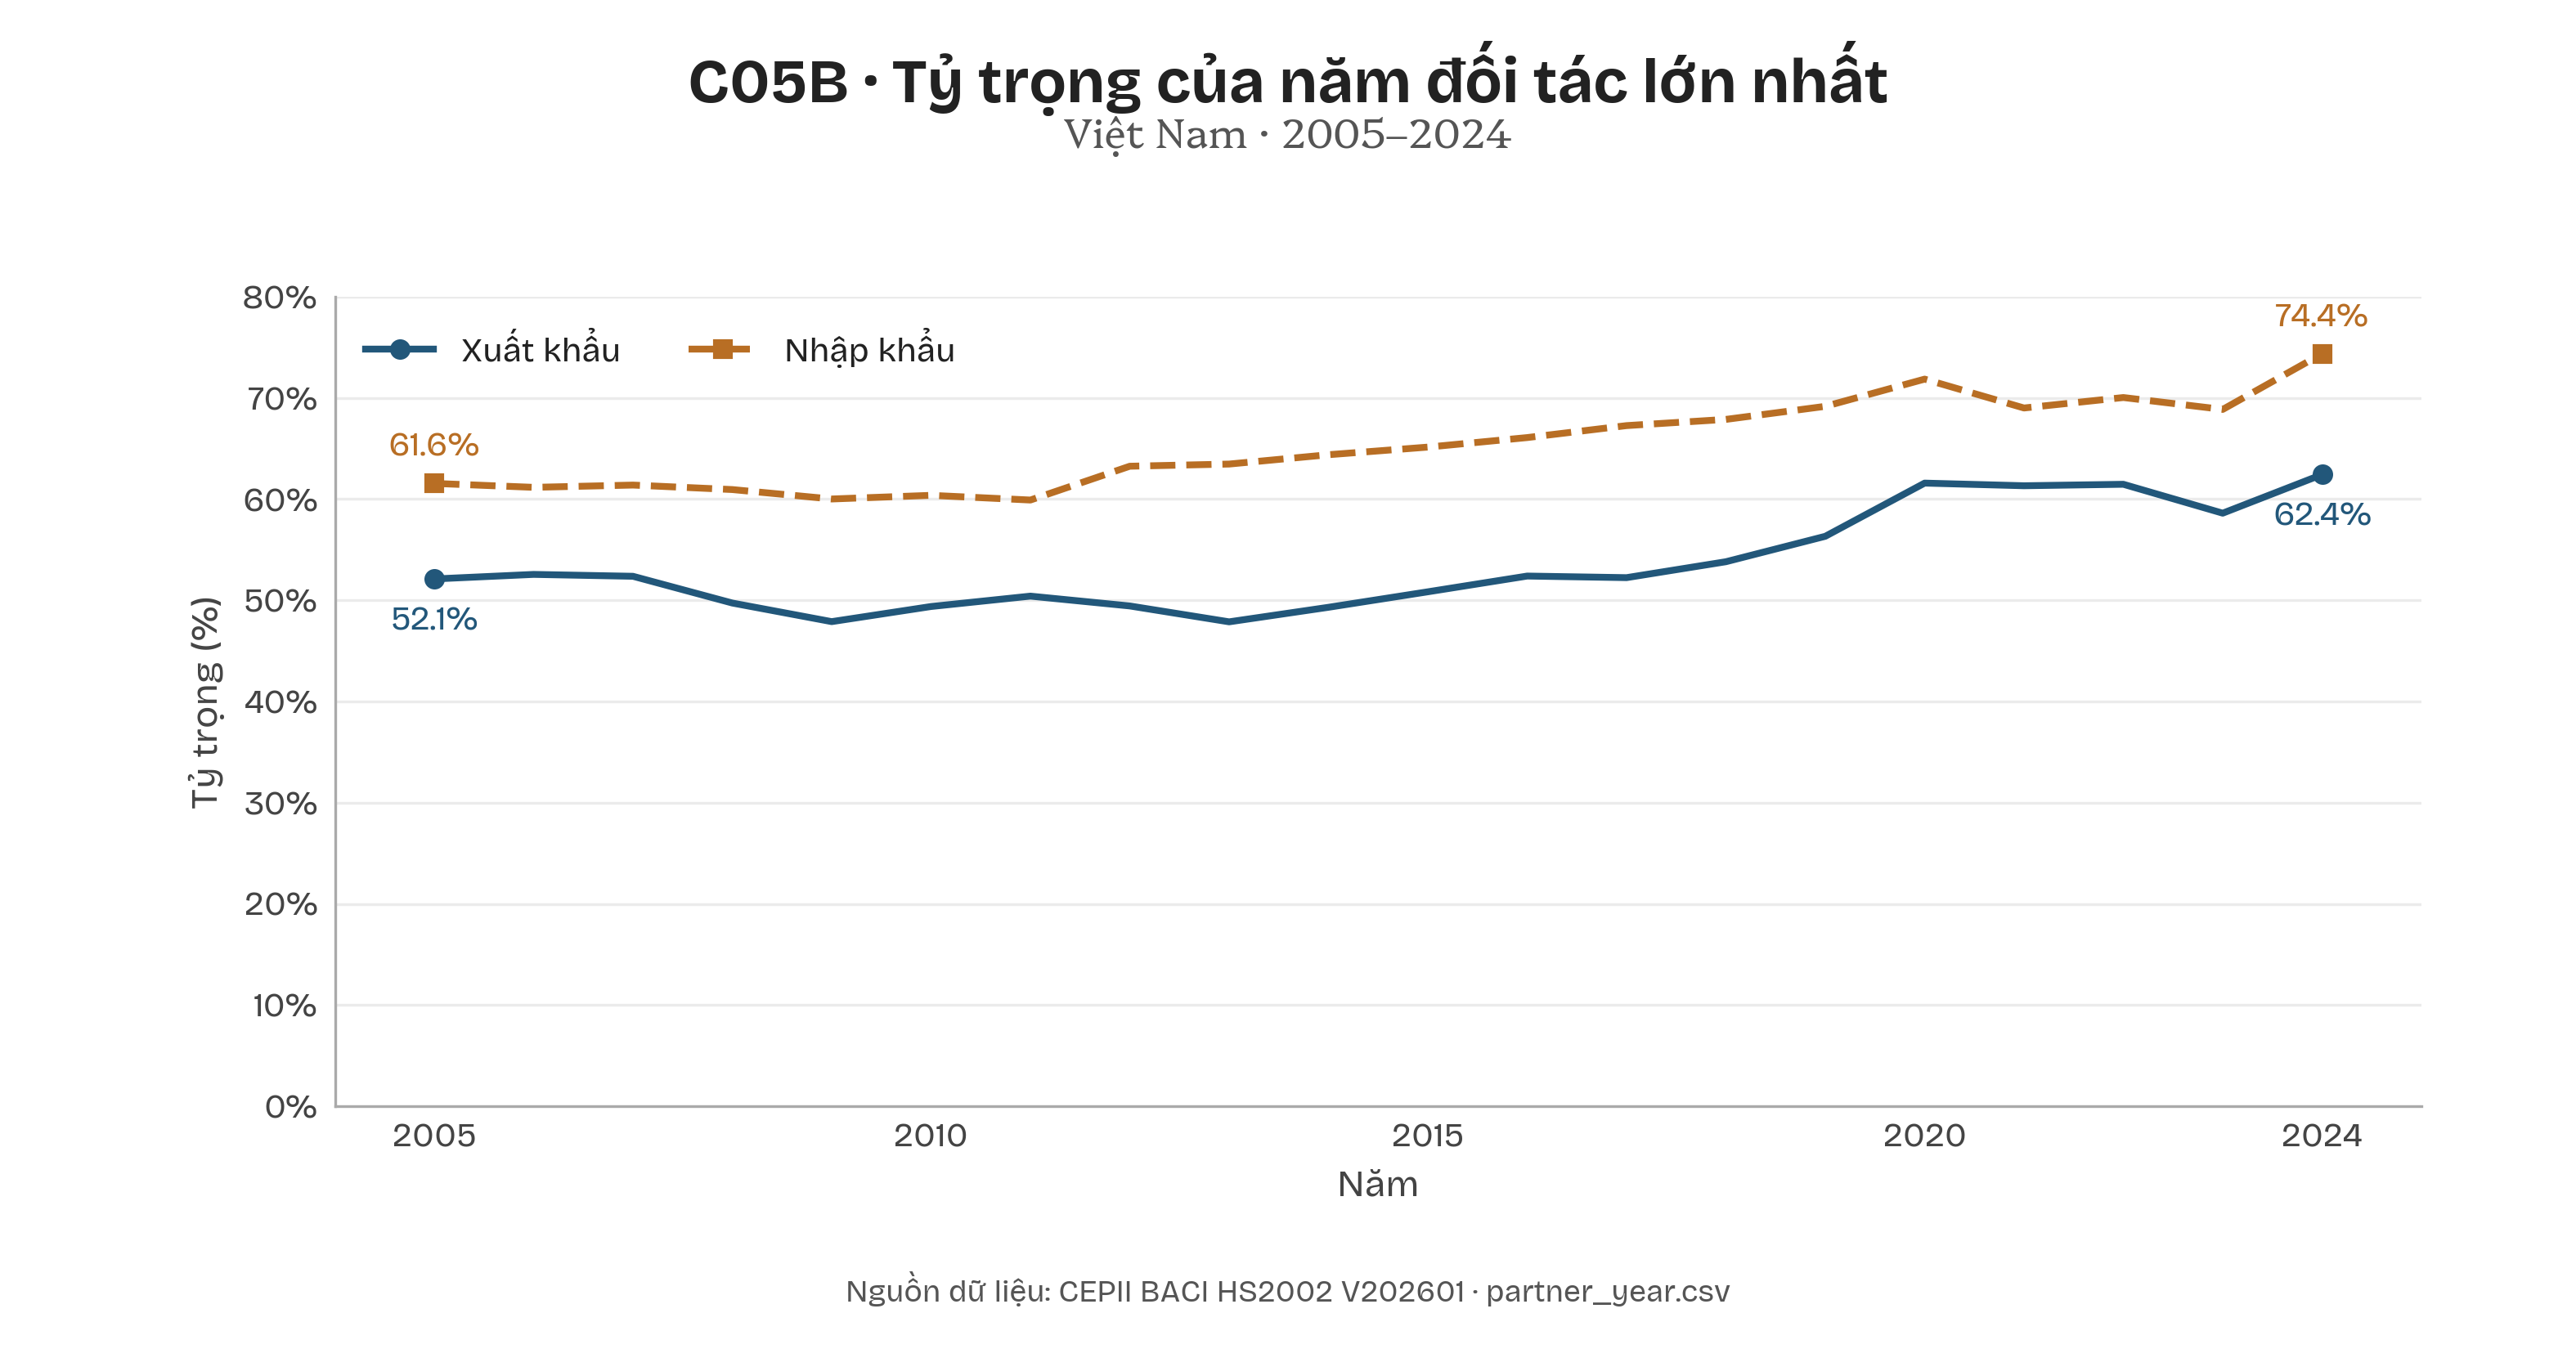 C05B · Tỷ trọng của năm đối tác lớn nhất
Việt Nam · 2005–2024
80%
70%
60%
50%
40%
30%
20%
10%
0%
Tỷ trọng (%)
Xuất khẩu
Nhập khẩu
61.6%
52.1%
74.4%
62.4%
2005
2010
2015
2020
2024
Năm
Nguồn dữ liệu: CEPII BACI HS2002 V202601 · partner_year.csv